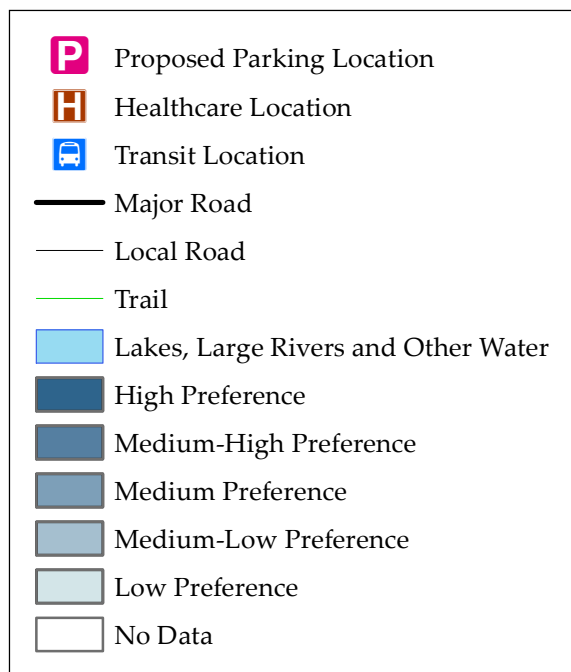 P Proposed Parking Location
H Healthcare Location
Transit Location
Major Road
Local Road
Trail
Lakes, Large Rivers and Other Water
High Preference
Medium-High Preference
Medium Preference
Medium-Low Preference
Low Preference
No Data